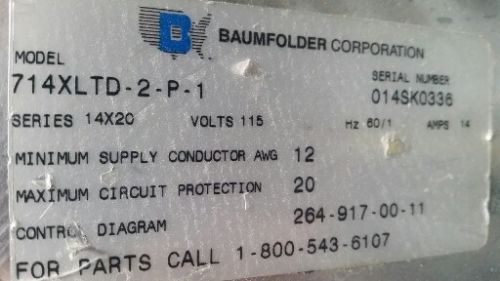 B BAUMFOLDER CORPORATION
MODEL
714XLTD-2-P-1
SERIAL NUMBER
014SK0336
SERIES 14X20 VOLTS 115 Hz 60/1 AMPS 14
MINIMUM SUPPLY CONDUCTOR AWG 12
MAXIMUM CIRCUIT PROTECTION 20
CONTROL DIAGRAM 264-917-00-11
FOR PARTS CALL 1-800-543-6107